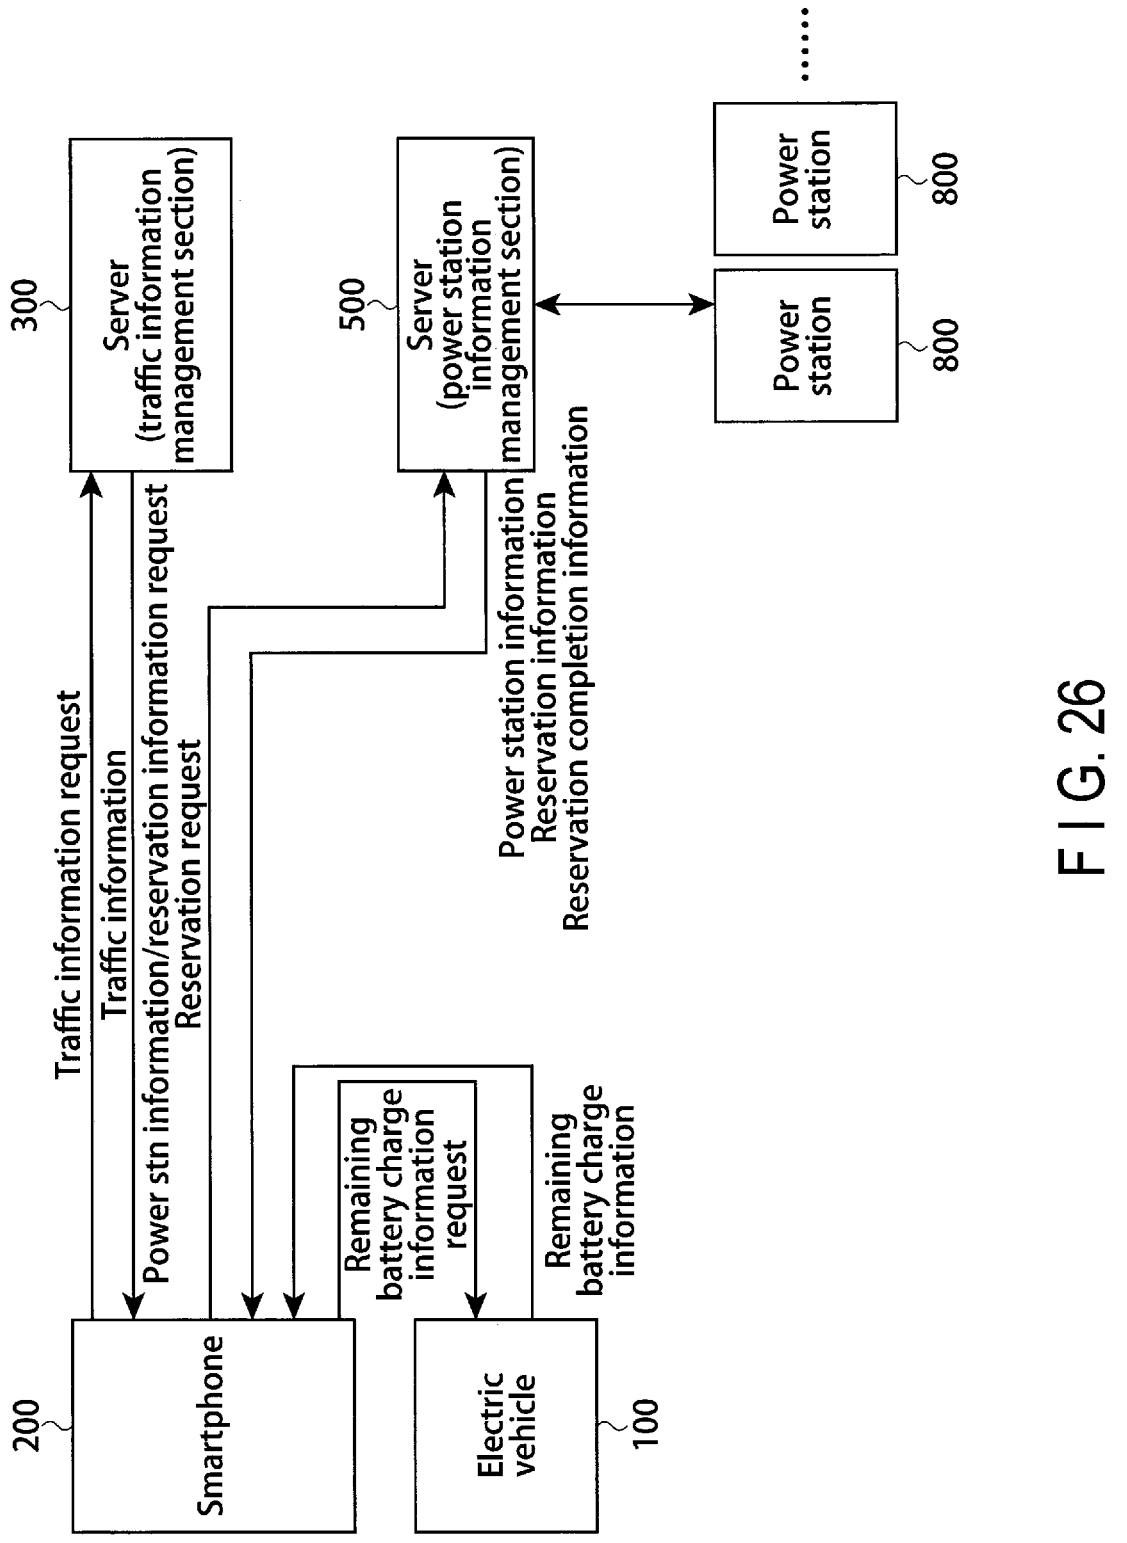 300
Server
(traffic information
management section)
Traffic information request
Traffic information
Power stn information/reservation information request
Reservation request
200
Smartphone
500
Server
(power station
information
management section)
Power station information
Reservation information
Reservation completion information
Remaining
battery charge
information
request
Remaining
battery charge
information
Electric
vehicle
100
Power
station
800
Power
station
800
......
FIG. 26